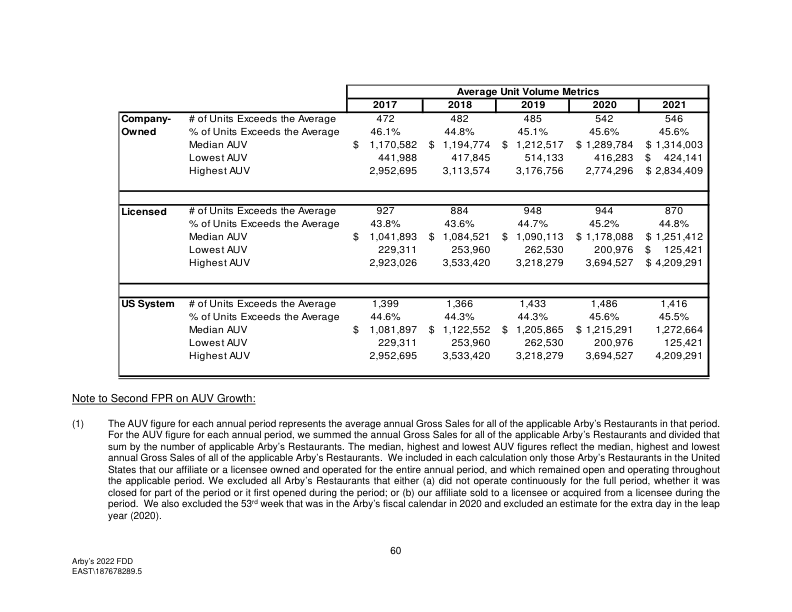 Average Unit Volume Metrics
2017 2018 2019 2020 2021
Company- # of Units Exceeds the Average 472 482 485 542 546
Owned % of Units Exceeds the Average 46.1% 44.8% 45.1% 45.6% 45.6%
Median AUV $ 1,170,582 $ 1,194,774 $ 1,212,517 $ 1,289,784 $ 1,314,003
Lowest AUV 441,988 417,845 514,133 416,283 $ 424,141
Highest AUV 2,952,695 3,113,574 3,176,756 2,774,296 $ 2,834,409
Licensed # of Units Exceeds the Average 927 884 948 944 870
% of Units Exceeds the Average 43.8% 43.6% 44.7% 45.2% 44.8%
Median AUV $ 1,041,893 $ 1,084,521 $ 1,090,113 $ 1,178,088 $ 1,251,412
Lowest AUV 229,311 253,960 262,530 200,976 $ 125,421
Highest AUV 2,923,026 3,533,420 3,218,279 3,694,527 $ 4,209,291
US System # of Units Exceeds the Average 1,399 1,366 1,433 1,486 1,416
% of Units Exceeds the Average 44.6% 44.3% 44.3% 45.6% 45.5%
Median AUV $ 1,081,897 $ 1,122,552 $ 1,205,865 $ 1,215,291 1,272,664
Lowest AUV 229,311 253,960 262,530 200,976 125,421
Highest AUV 2,952,695 3,533,420 3,218,279 3,694,527 4,209,291
Note to Second FPR on AUV Growth:
(1) The AUV figure for each annual period represents the average annual Gross Sales for all of the applicable Arby's Restaurants in that period.
For the AUV figure for each annual period, we summed the annual Gross Sales for all of the applicable Arby's Restaurants and divided that
sum by the number of applicable Arby's Restaurants. The median, highest and lowest AUV figures reflect the median, highest and lowest
annual Gross Sales of all of the applicable Arby's Restaurants. We included in each calculation only those Arby's Restaurants in the United
States that our affiliate or a licensee owned and operated for the entire annual period, and which remained open and operating throughout
the applicable period. We excluded all Arby's Restaurants that either (a) did not operate continuously for the full period, whether it was
closed for part of the period or it first opened during the period; or (b) our affiliate sold to a licensee or acquired from a licensee during the
period. We also excluded the 53rd week that was in the Arby's fiscal calendar in 2020 and excluded an estimate for the extra day in the leap
year (2020).
60
Arby's 2022 FDD
EAST\187678289.5